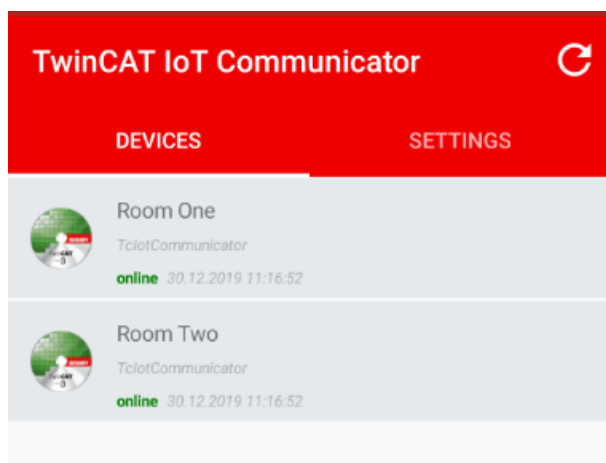 TwinCAT IoT Communicator
DEVICES SETTINGS
Room One
TcIotCommunicator
online 30.12.2019 11:16:52
Room Two
TcIotCommunicator
online 30.12.2019 11:16:52